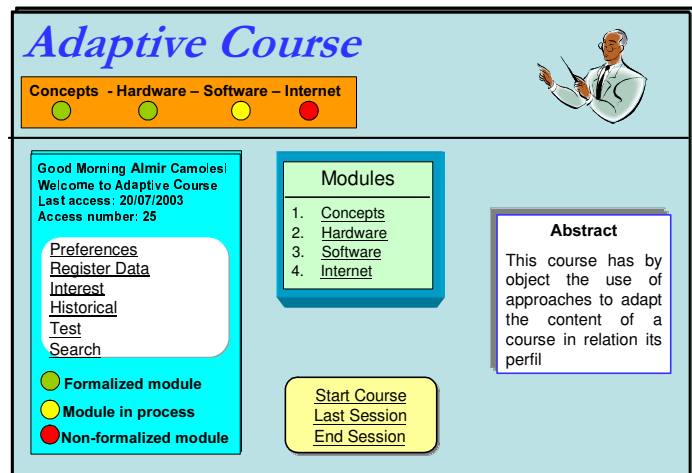 Adaptive Course
Concepts - Hardware – Software – Internet
Good Morning Almir Camolesi
Welcome to Adaptive Course
Last access: 20/07/2003
Access number: 25
Preferences
Register Data
Interest
Historical
Test
Search
Formalized module
Module in process
Non-formalized module
Modules
1. Concepts
2. Hardware
3. Software
4. Internet
Start Course
Last Session
End Session
Abstract
This course has by
object the use of
approaches to adapt
the content of a
course in relation its
perfil